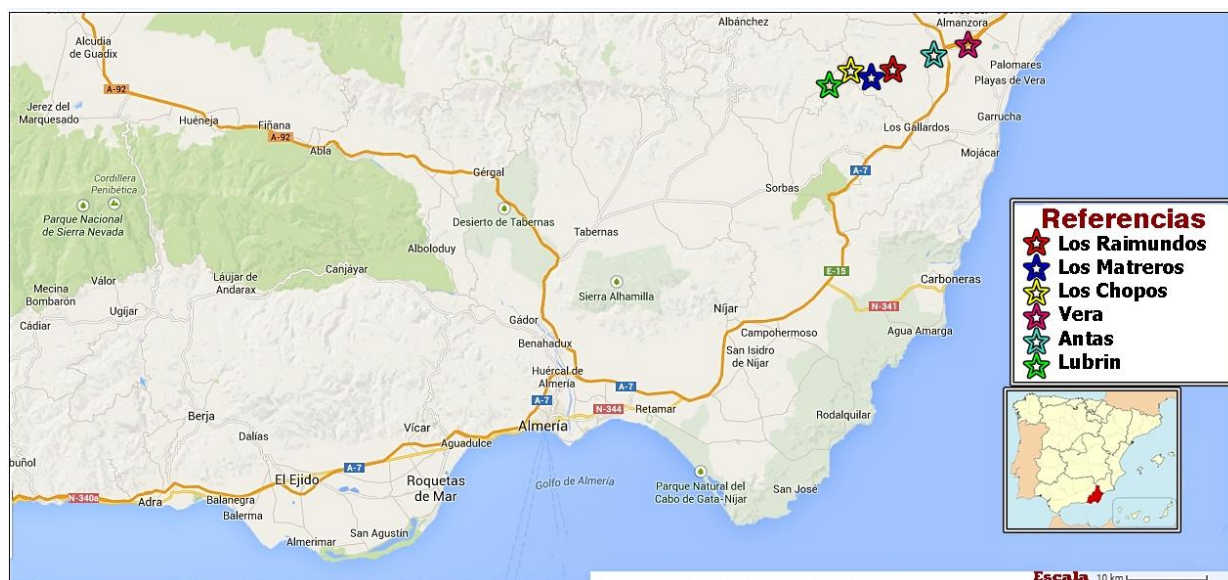 Cuevas del
Almanzora
Alcudia
de Guadix
Albánchez
Palomares
Playas de Vera
A-92
Jerez del
Marquesado
Huéneja
Fiñana
A-92
Abla
Garrucha
Los Gallardos
Mojácar
Gérgal
A-7
Sorbas
Cordillera
Penibética
Parque Nacional
de Sierra Nevada
Desierto de Tabernas
Tabernas
Alboloduy
Referencias
Los Raimundos
Los Matreros
Los Chopos
Vera
Antas
Lubrin
Canjáyar
Láujar de
Andarax
Válor
Mecina
Bombarón
Ugíjar
Cádiar
Sierra Alhamilla
E-15
Carboneras
N-341
Níjar
Gádor
Benahadux
Campohermoso
Agua Amarga
San Isidro
de Níjar
Huércal de
Almería
A-7
A-7
N-344
Retamar
Rodalquilar
Berja
Dalías
Vícar
Almería
Aguadulce
A-7
El Ejido
Roquetas
de Mar
Golfo de Almería
Parque Natural del
Cabo de Gata-Níjar
San José
buñol
N-340a
Adra
Balanegra
Balerma
San Agustín
Almerimar
Escala 10 km